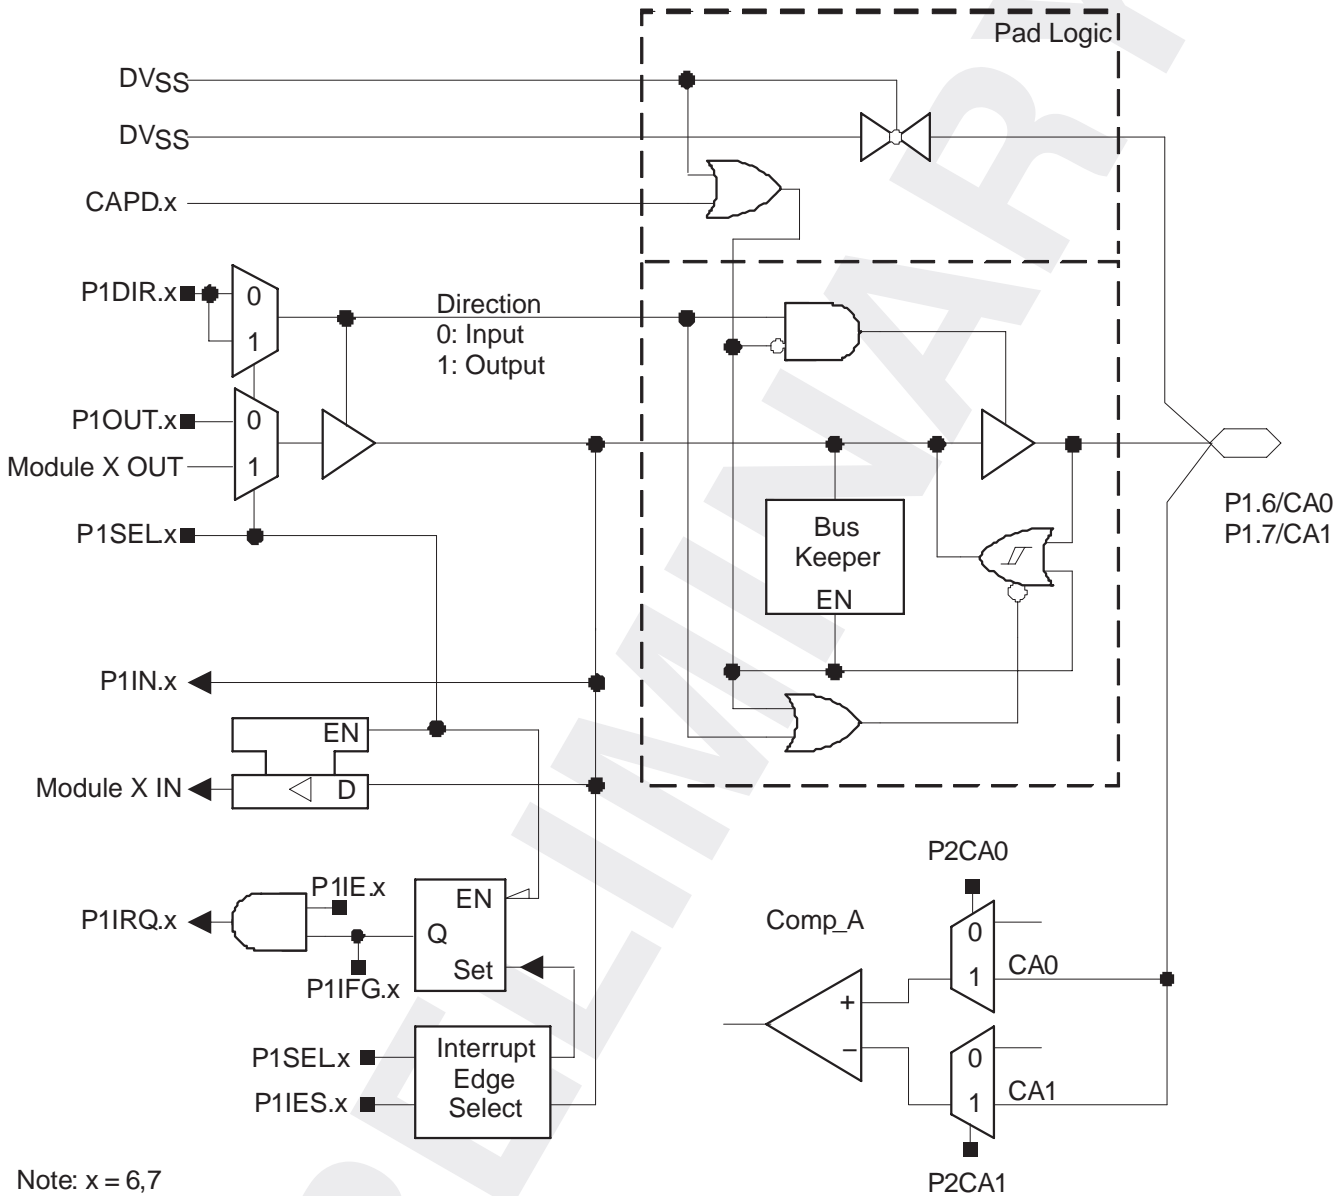 Pad Logic
DVSS
DVSS
CAPD.x
P1DIR.x
0
1
Direction
0: Input
1: Output
P1OUT.x
0
Module X OUT
1
P1SEL.x
P1.6/CA0
P1.7/CA1
Bus
Keeper
EN
P1IN.x
EN
Module X IN
D
P1IRQ.x
P1IE.x
P1IFG.x
EN
Q
Set
P1SEL.x
P1IES.x
Interrupt
Edge
Select
Comp_A
+
−
P2CA0
0
1
CA0
0
1
CA1
P2CA1
Note: x = 6,7
PRELIMINARY